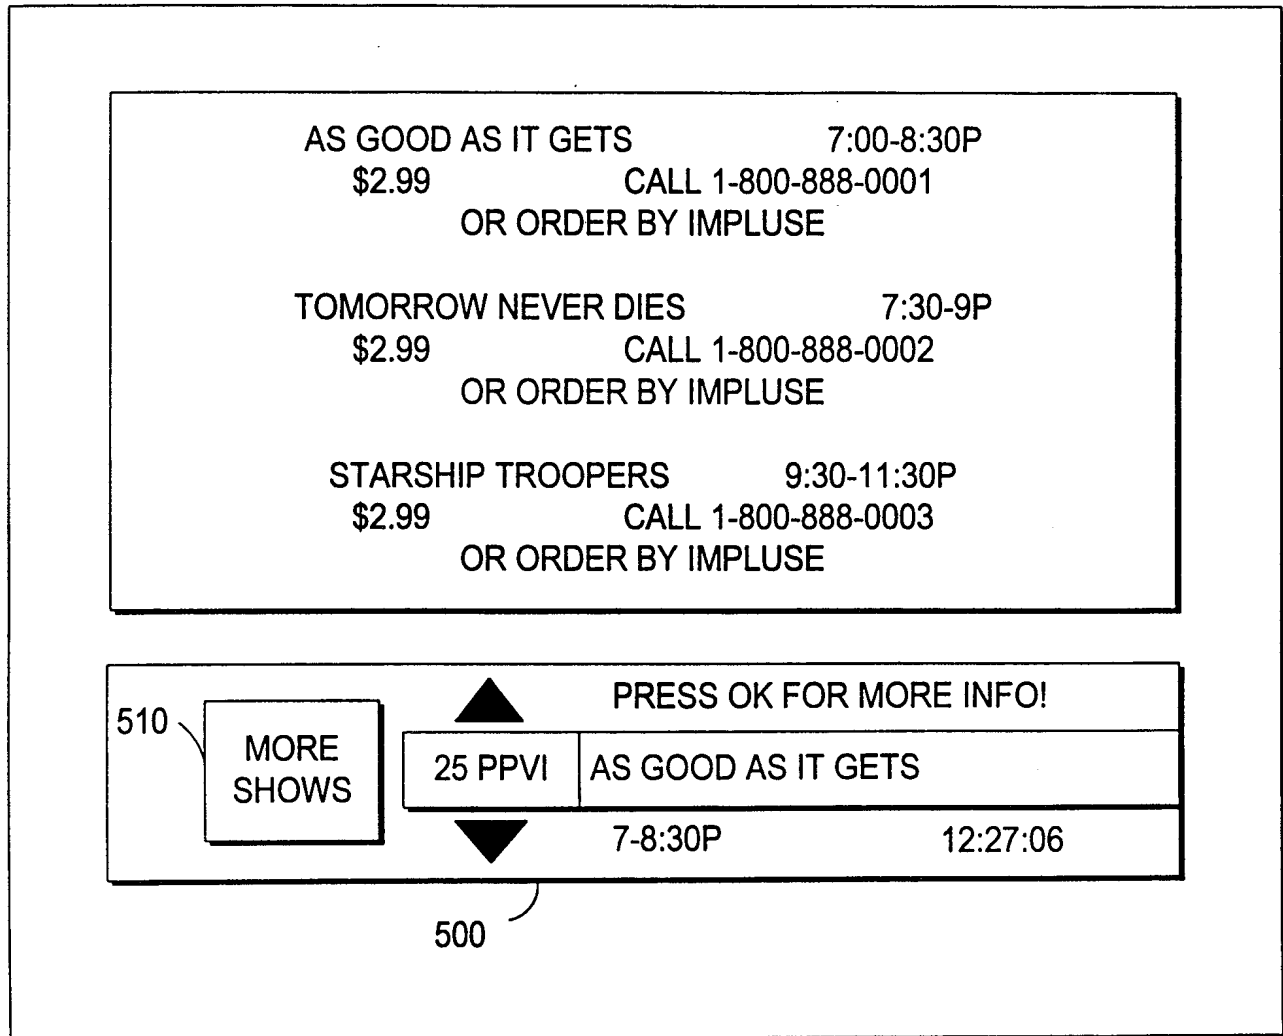 AS GOOD AS IT GETS 7:00-8:30P
$2.99 CALL 1-800-888-0001
OR ORDER BY IMPLUSE
TOMORROW NEVER DIES 7:30-9P
$2.99 CALL 1-800-888-0002
OR ORDER BY IMPLUSE
STARSHIP TROOPERS 9:30-11:30P
$2.99 CALL 1-800-888-0003
OR ORDER BY IMPLUSE
PRESS OK FOR MORE INFO!
510
MORE
SHOWS
25 PPVI AS GOOD AS IT GETS
7-8:30P 12:27:06
500